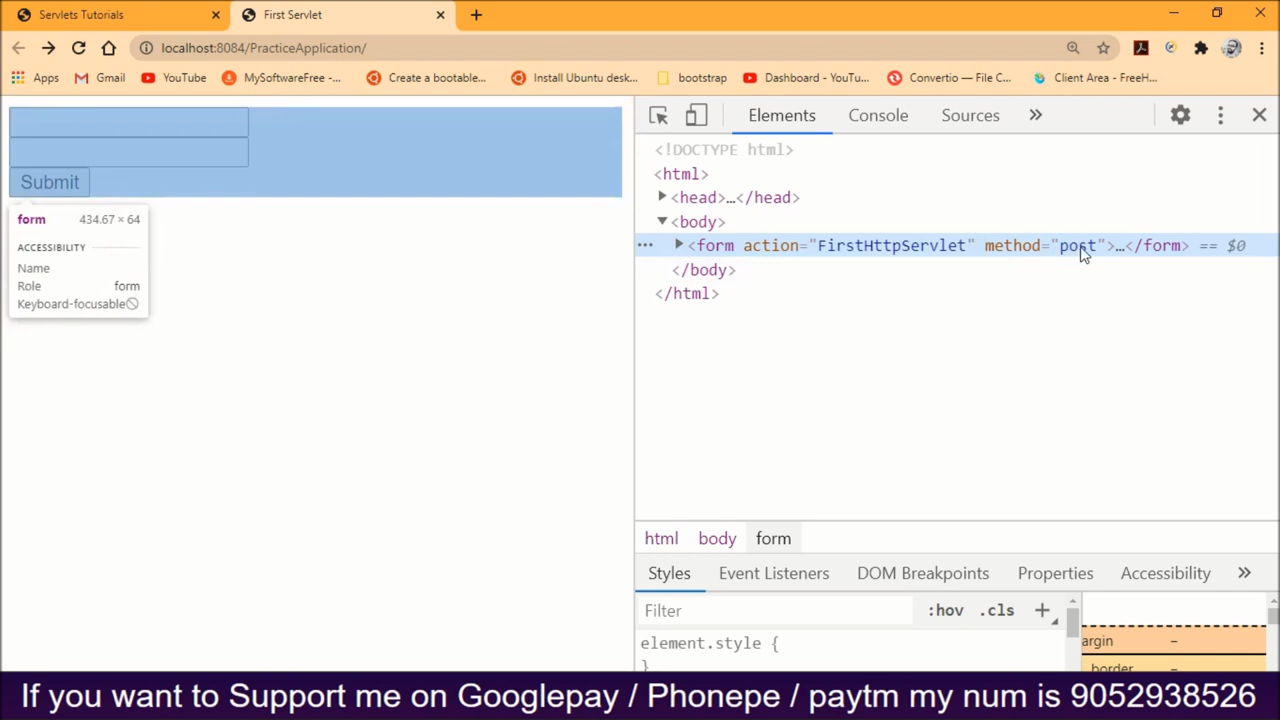 Servlets Tutorials
First Servlet
localhost:8084/PracticeApplication/
Apps
Gmail
YouTube
MySoftwareFree -...
Create a bootable...
Install Ubuntu desk...
bootstrap
Dashboard - YouTu...
Convertio — File C...
Client Area - FreeH...
Submit
form 434.67 × 64
ACCESSIBILITY
Name
Role form
Keyboard-focusable
Elements Console Sources »
<!DOCTYPE html>
<html>
<head>…</head>
<body>
<form action="FirstHttpServlet" method="post">…</form> == $0
</body>
</html>
html body form
Styles Event Listeners DOM Breakpoints Properties Accessibility »
Filter :hov .cls +
element.style {
}
argin –
border –
If you want to Support me on Googlepay / Phonepe / paytm my num is 9052938526